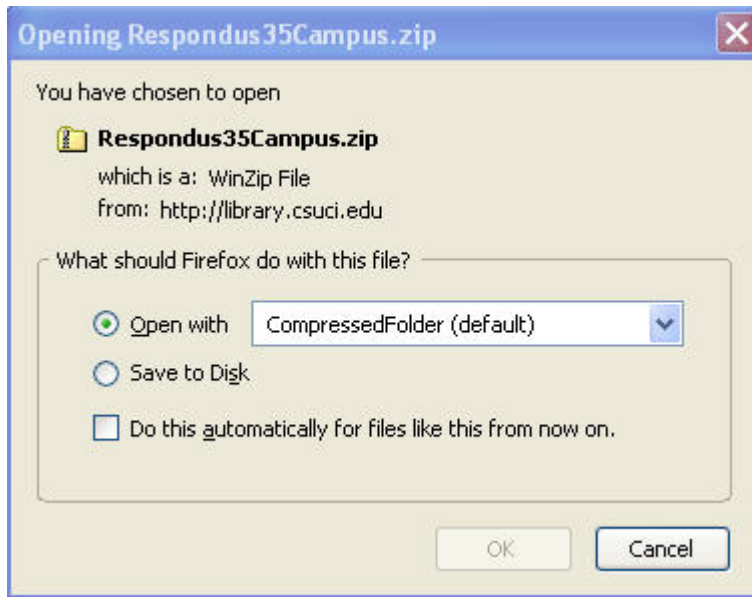 Opening Respondus35Campus.zip
You have chosen to open
Respondus35Campus.zip
which is a: WinZip File
from: http://library.csuci.edu
What should Firefox do with this file?
Open with CompressedFolder (default)
Save to Disk
Do this automatically for files like this from now on.
OK Cancel